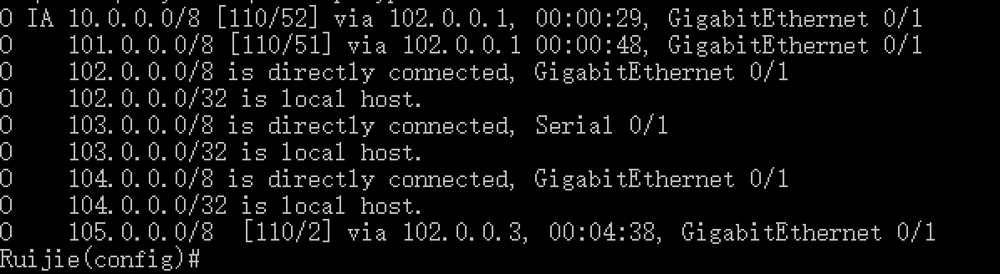 O IA 10.0.0.0/8 [110/52] via 102.0.0.1, 00:00:29, GigabitEthernet 0/1
O 101.0.0.0/8 [110/51] via 102.0.0.1 00:00:48, GigabitEthernet 0/1
O 102.0.0.0/8 is directly connected, GigabitEthernet 0/1
O 102.0.0.0/32 is local host.
O 103.0.0.0/8 is directly connected, Serial 0/1
O 103.0.0.0/32 is local host.
O 104.0.0.0/8 is directly connected, GigabitEthernet 0/1
O 104.0.0.0/32 is local host.
O 105.0.0.0/8 [110/2] via 102.0.0.3, 00:04:38, GigabitEthernet 0/1
Ruijie(config)#